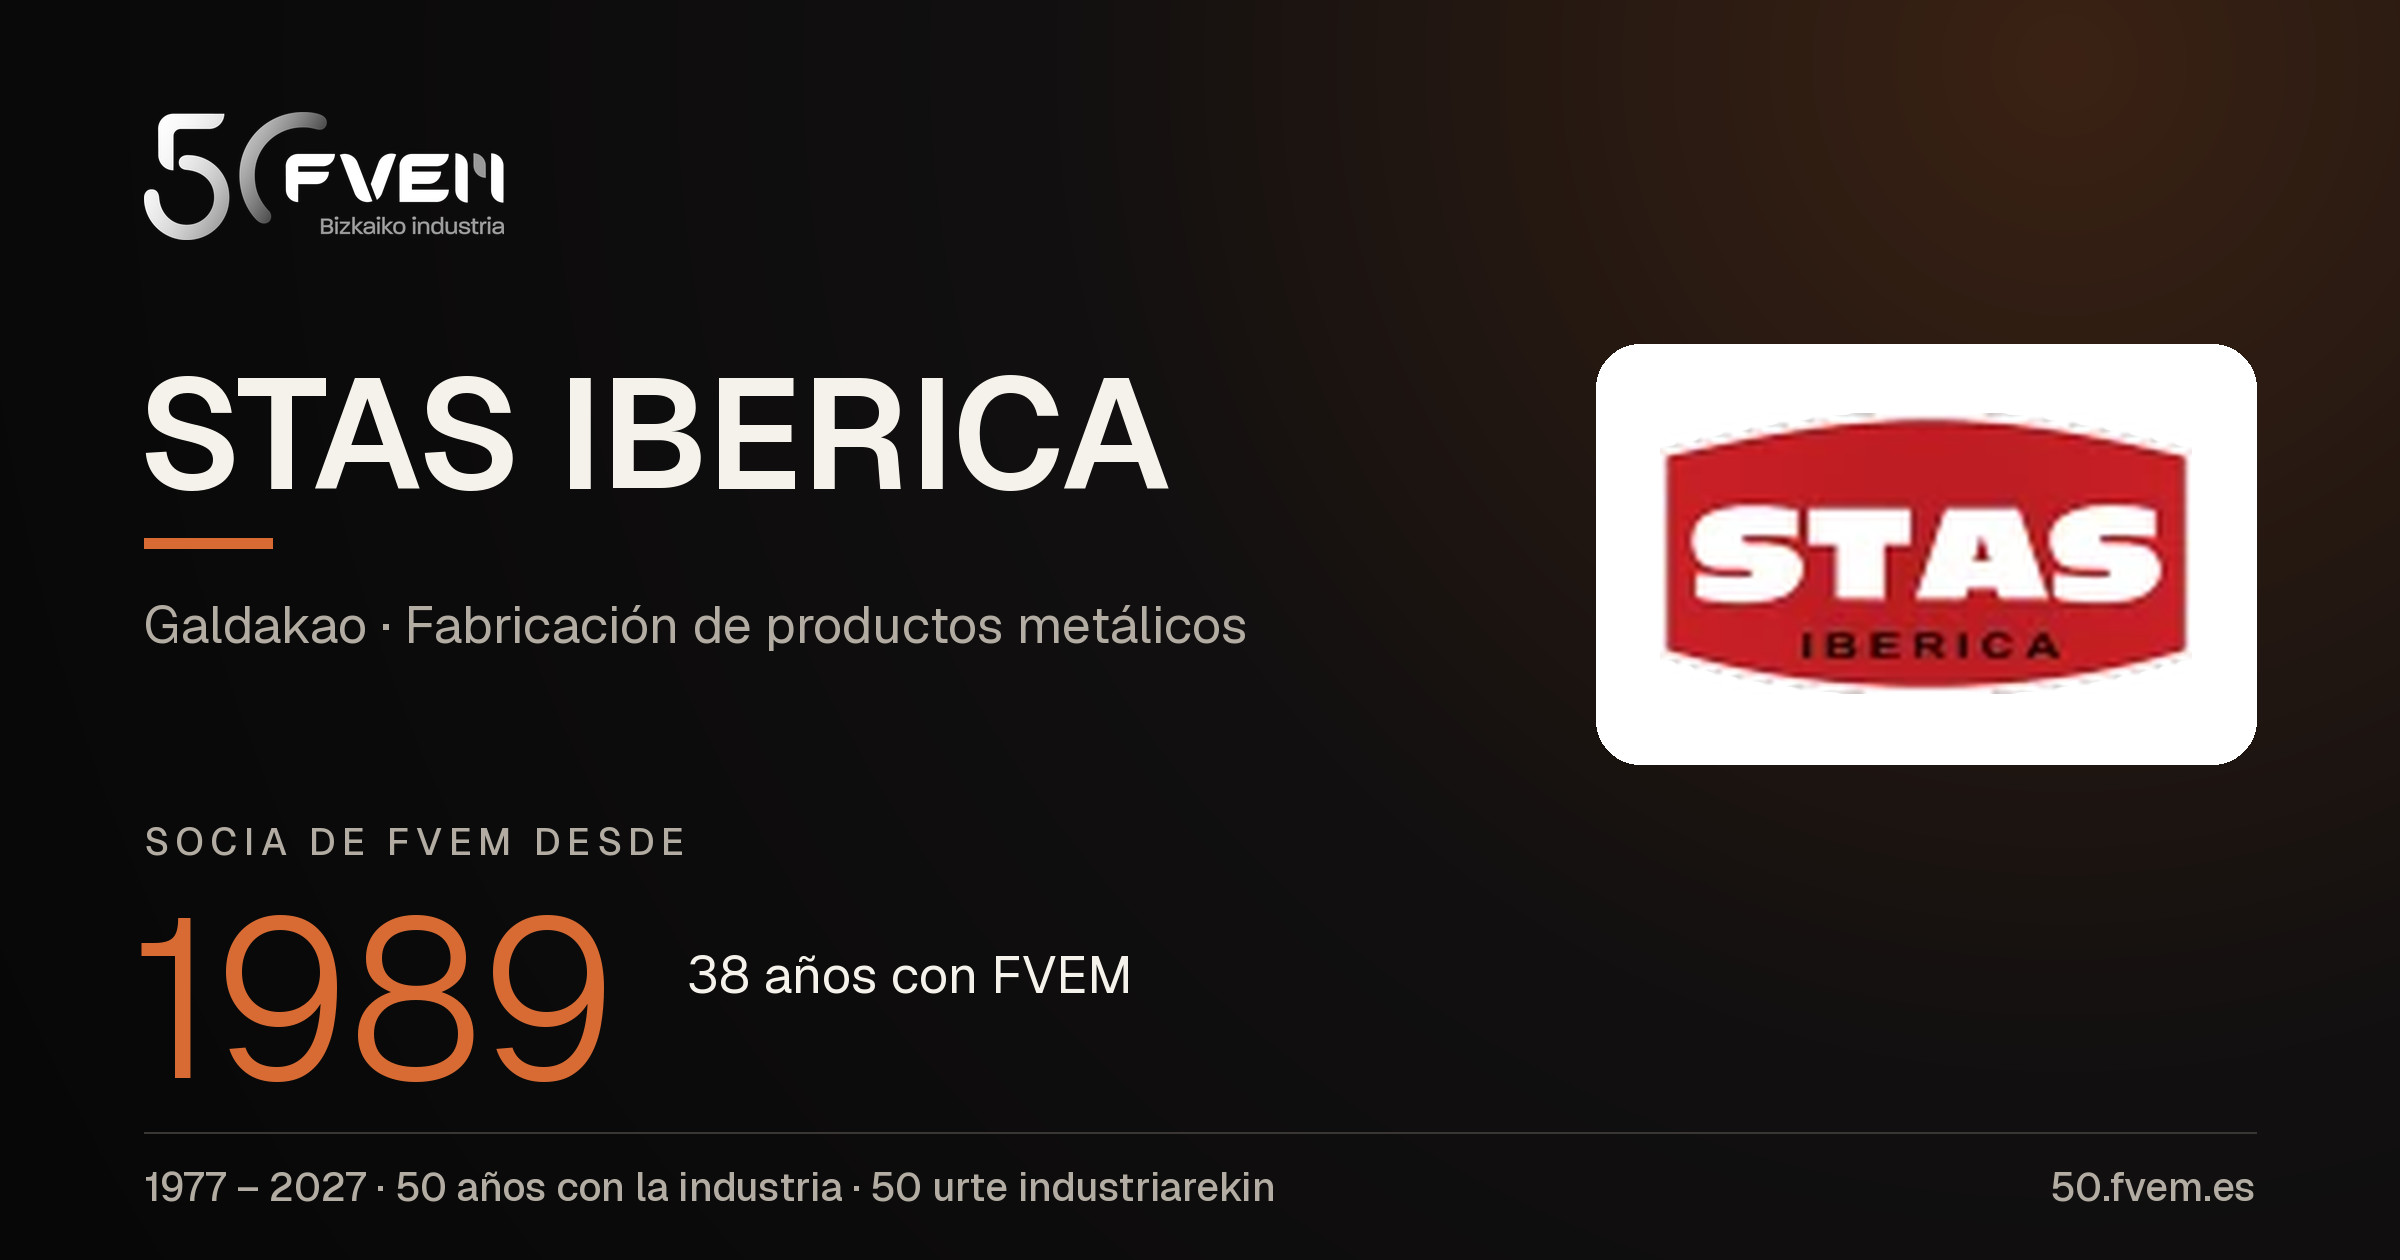 50 FVEM
Bizkaiko industria
STAS IBERICA
Galdakao · Fabricación de productos metálicos
STAS
IBERICA
SOCIA DE FVEM DESDE
1989
38 años con FVEM
1977 – 2027 · 50 años con la industria · 50 urte industriarekin
50.fvem.es